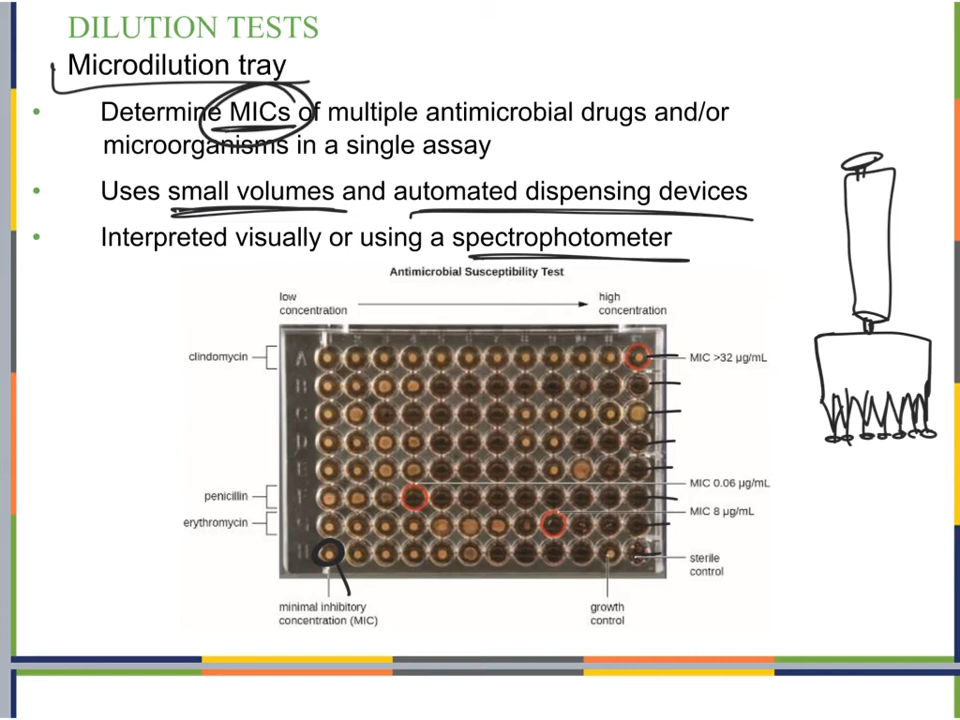 DILUTION TESTS
Microdilution tray
• Determine MICs of multiple antimicrobial drugs and/or
microorganisms in a single assay
• Uses small volumes and automated dispensing devices
• Interpreted visually or using a spectrophotometer
Antimicrobial Susceptibility Test
low
concentration
high
concentration
clindomycin
MIC >32 µg/mL
A
B
C
D
E
MIC 0.06 µg/mL
penicillin
MIC 8 µg/mL
erythromycin
sterile
control
minimal inhibitory
concentration (MIC)
growth
control